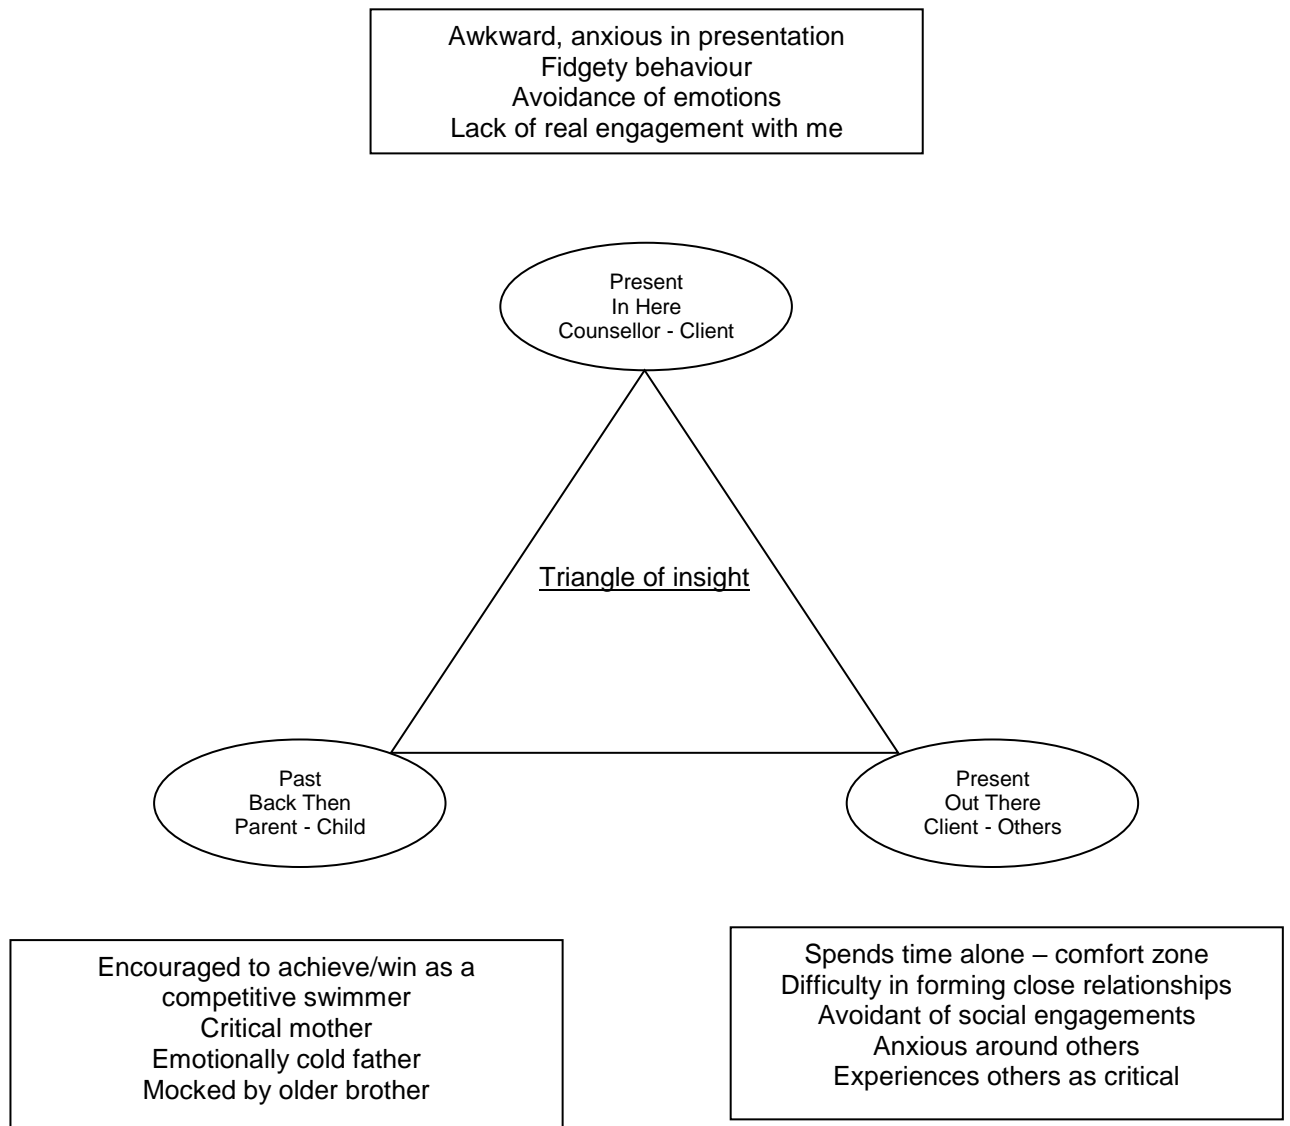 Awkward, anxious in presentation
Fidgety behaviour
Avoidance of emotions
Lack of real engagement with me
Present
In Here
Counsellor - Client
Triangle of insight
Past
Back Then
Parent - Child
Present
Out There
Client - Others
Encouraged to achieve/win as a
competitive swimmer
Critical mother
Emotionally cold father
Mocked by older brother
Spends time alone – comfort zone
Difficulty in forming close relationships
Avoidant of social engagements
Anxious around others
Experiences others as critical